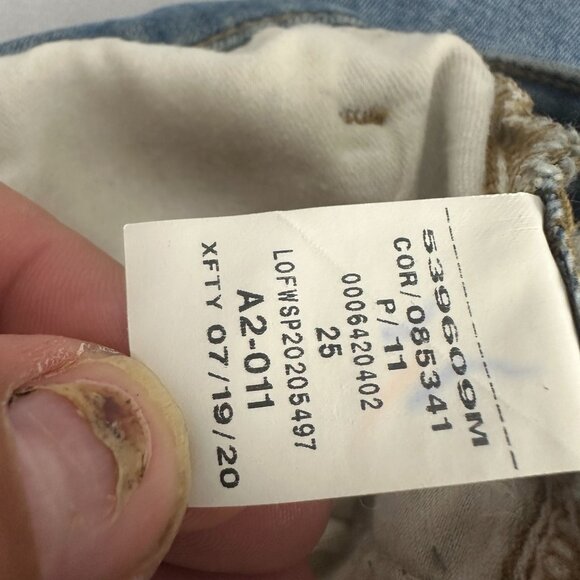 539609M
COR/085341
P/11
0006420402
25
LOFWSP20205497
A2-011
XFTY 07/19/20